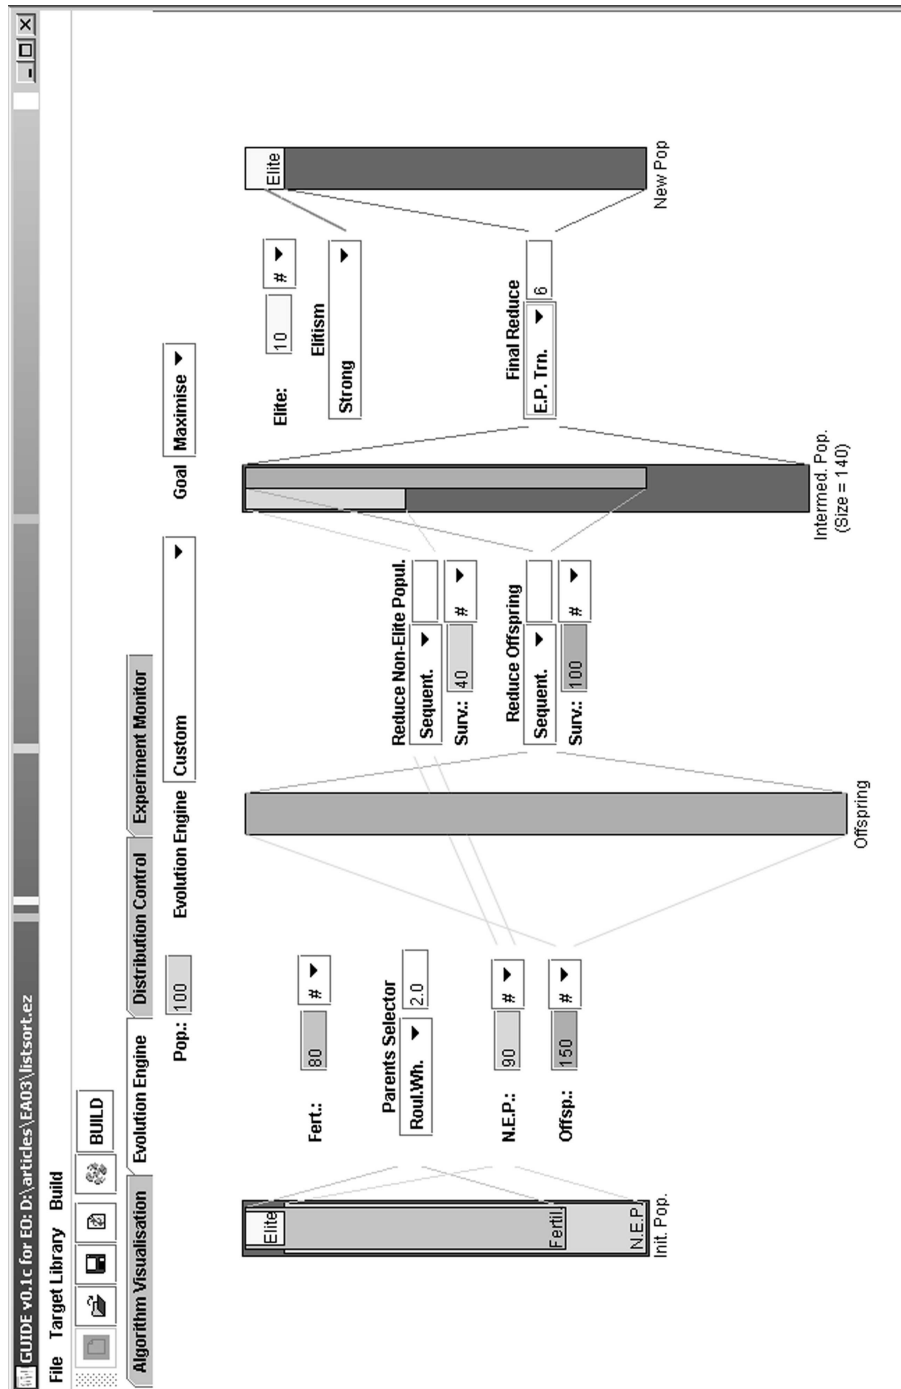 GUIDE v0.1c for EO: D:\articles\EA03\listsort.ez
File Target Library Build
BUILD
Algorithm Visualisation Evolution Engine Distribution Control Experiment Monitor
Pop.: 100 Evolution Engine Custom Goal Maximise
Elite
Fertil
N.E.P
Init. Pop.
Fert.: 80 #
Parents Selector
Roul.Wh. 2.0
N.E.P.: 90 #
Offsp.: 150 #
Offspring
Reduce Non-Elite Popul.
Sequent.
Surv.: 40 #
Reduce Offspring
Sequent.
Surv.: 100 #
Intermed. Pop.
(Size = 140)
Elite: 10 #
Elitism
Strong
Final Reduce
E.P. Trn. 6
Elite
New Pop